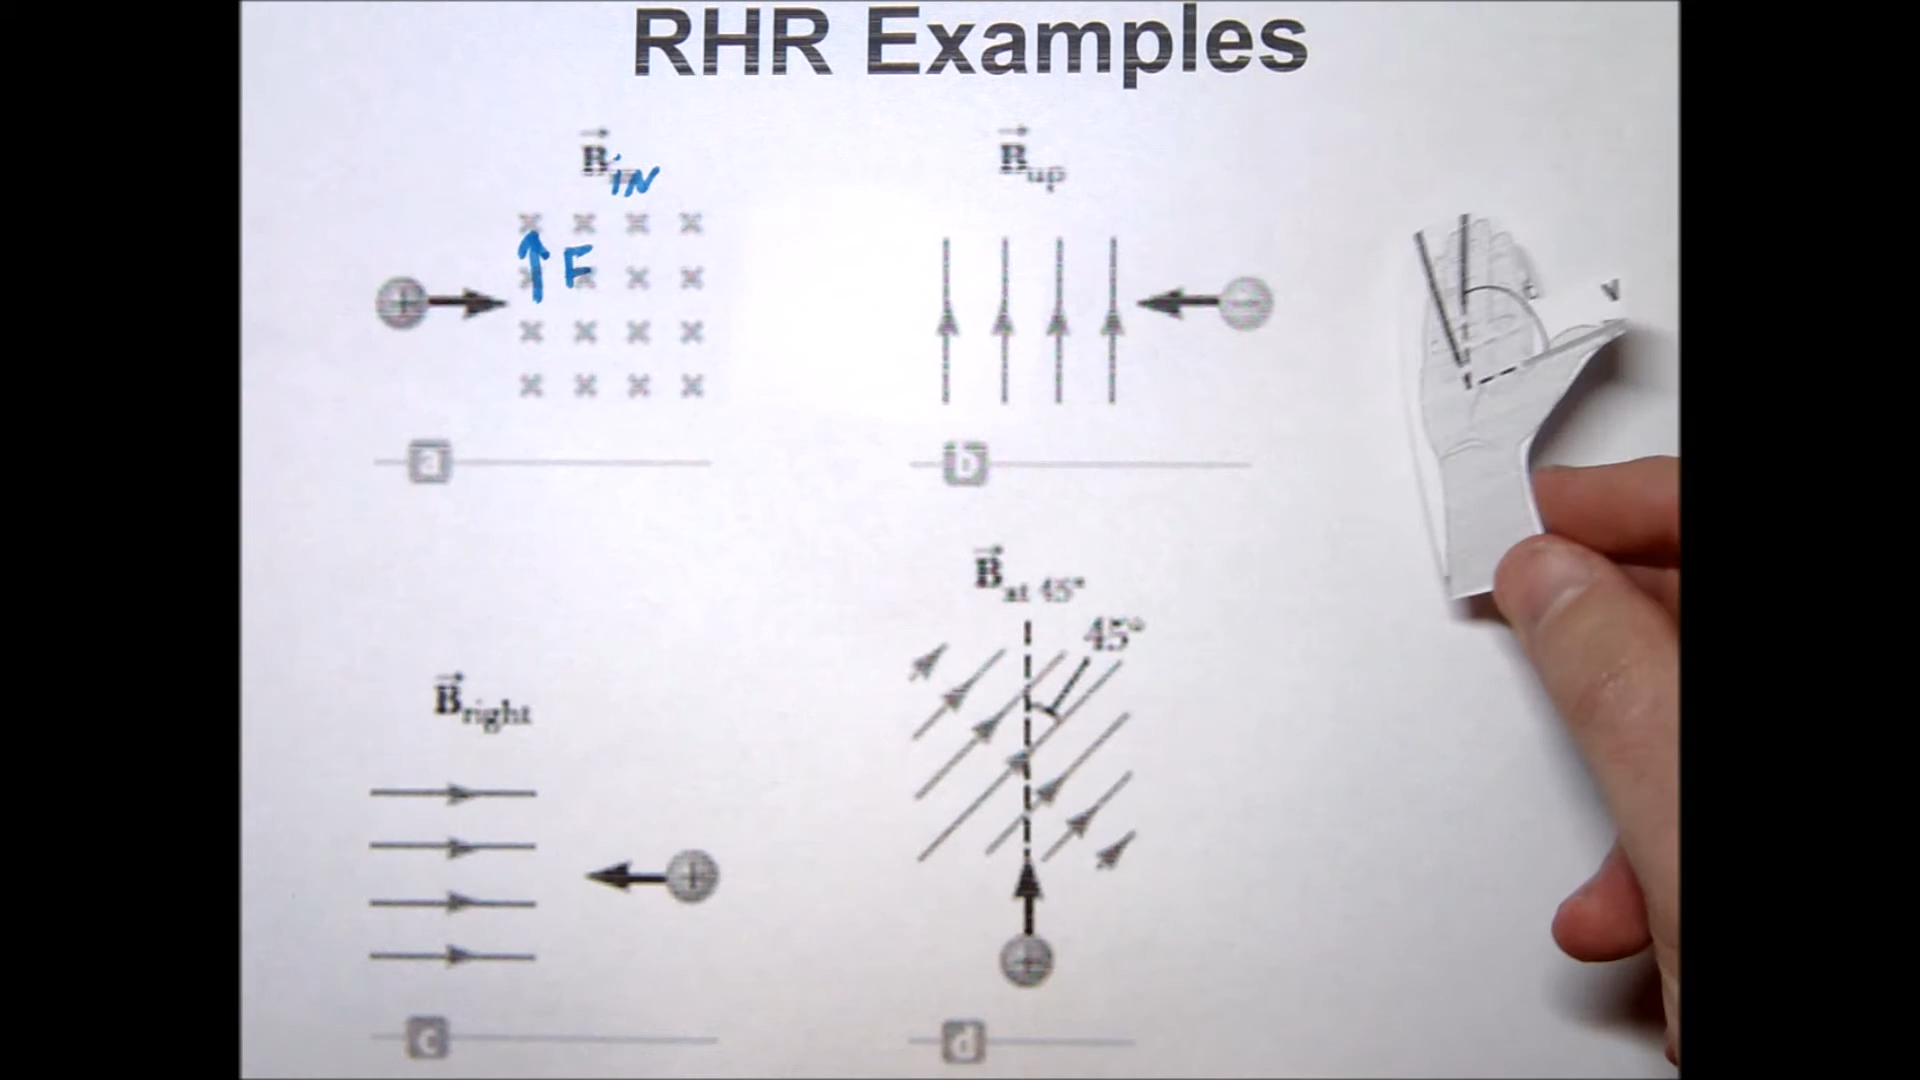 RHR Examples
B⃗ iN
F
B⃗ up
V
a
b
B⃗ at 45°
45°
B⃗ right
c
d